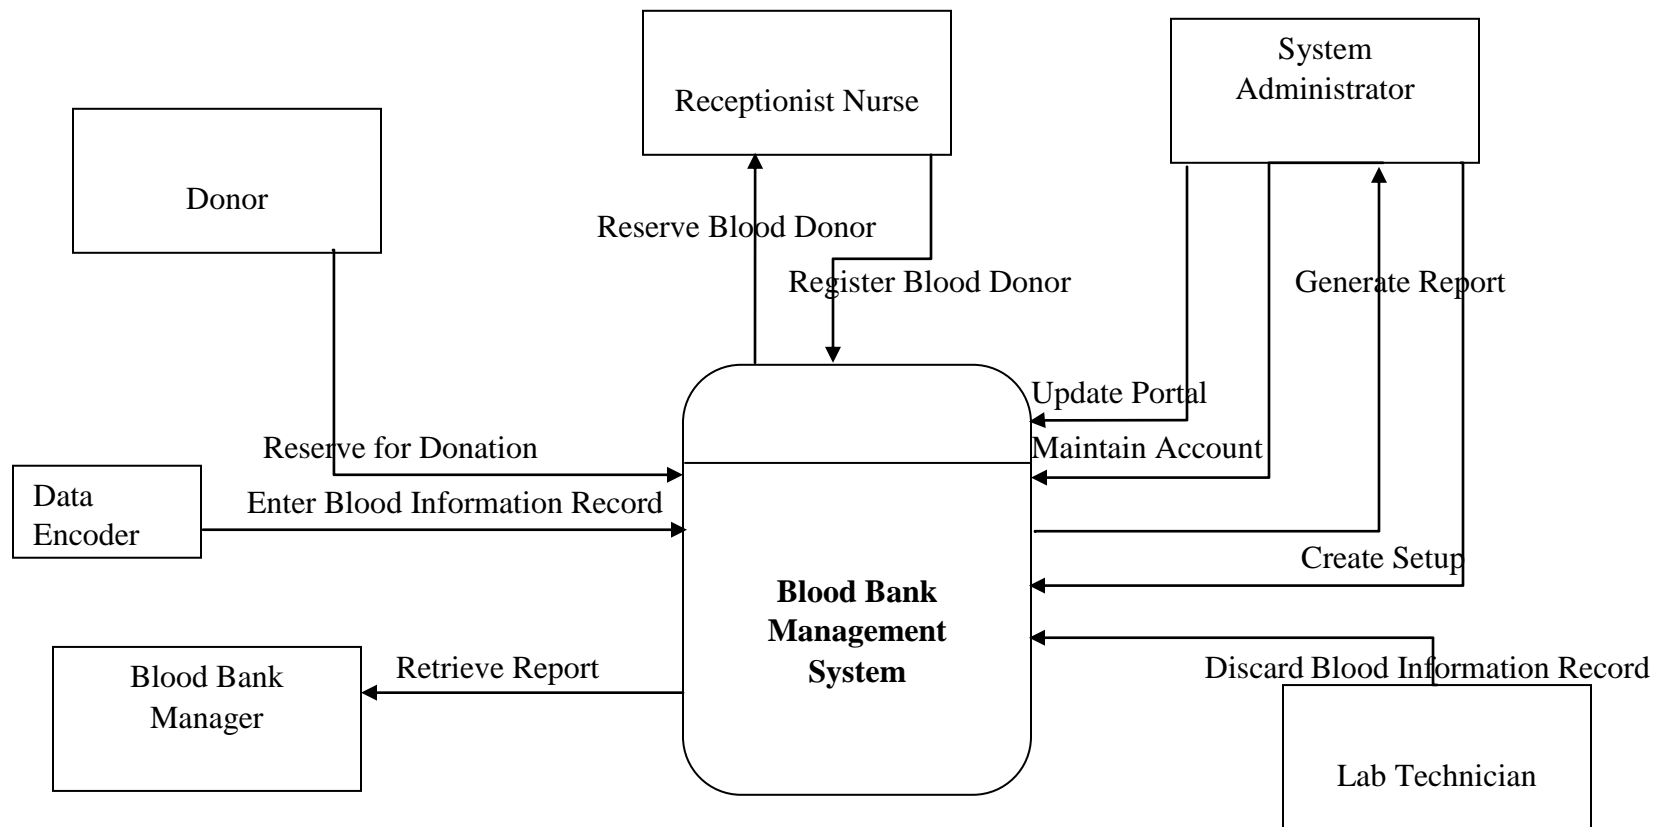 System
Administrator
Receptionist Nurse
Donor
Reserve Blood Donor
Register Blood Donor
Generate Report
Update Portal
Reserve for Donation
Maintain Account
Data
Encoder
Enter Blood Information Record
Create Setup
Blood Bank
Management
System
Blood Bank
Manager
Retrieve Report
Discard Blood Information Record
Lab Technician